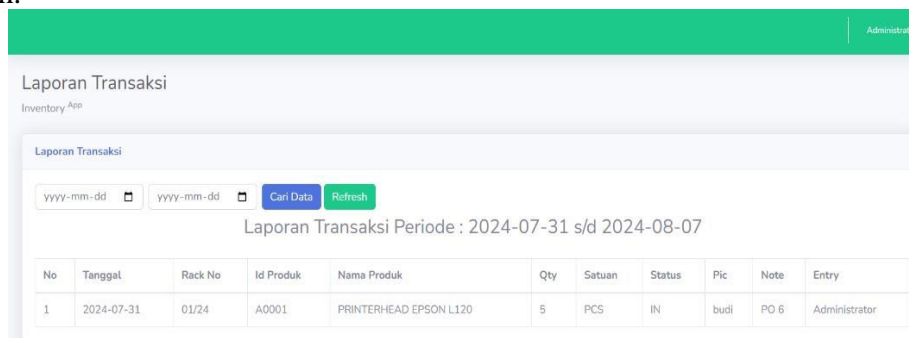 Administrat
Laporan Transaksi
Inventory App
Laporan Transaksi
yyyy-mm-dd yyyy-mm-dd Cari Data Refresh
Laporan Transaksi Periode : 2024-07-31 s/d 2024-08-07
No Tanggal Rack No Id Produk Nama Produk Qty Satuan Status Pic Note Entry
1 2024-07-31 01/24 A0001 PRINTERHEAD EPSON L120 5 PCS IN budi PO 6 Administrator